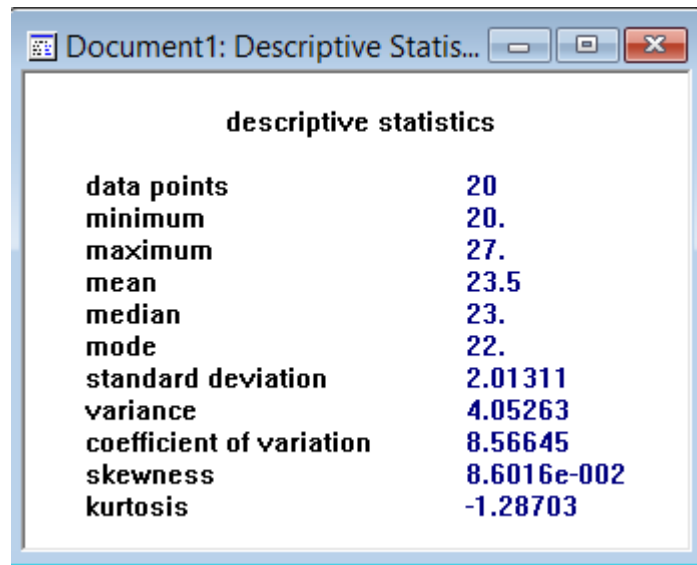 Document1: Descriptive Statis...
descriptive statistics
data points 20
minimum 20.
maximum 27.
mean 23.5
median 23.
mode 22.
standard deviation 2.01311
variance 4.05263
coefficient of variation 8.56645
skewness 8.6016e-002
kurtosis -1.28703